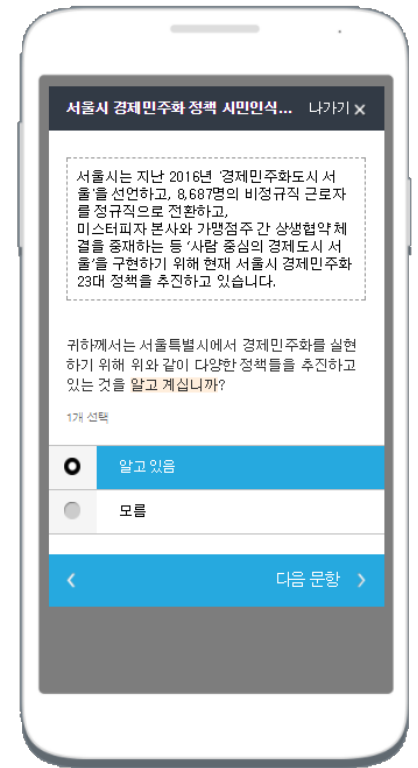 서울시 경제민주화 정책 시민인식... 나가기 ×
서울시는 지난 2016년 '경제민주화도시 서
울'을 선언하고, 8,687명의 비정규직 근로자
를 정규직으로 전환하고,
미스터피자 본사와 가맹점주 간 상생협약 체
결을 중재하는 등 '사람 중심의 경제도시 서
울'을 구현하기 위해 현재 서울시 경제민주화
23대 정책을 추진하고 있습니다.
귀하께서는 서울특별시에서 경제민주화를 실현
하기 위해 위와 같이 다양한 정책들을 추진하고
있는 것을 알고 계십니까?
1개 선택
알고 있음
모름
다음 문항